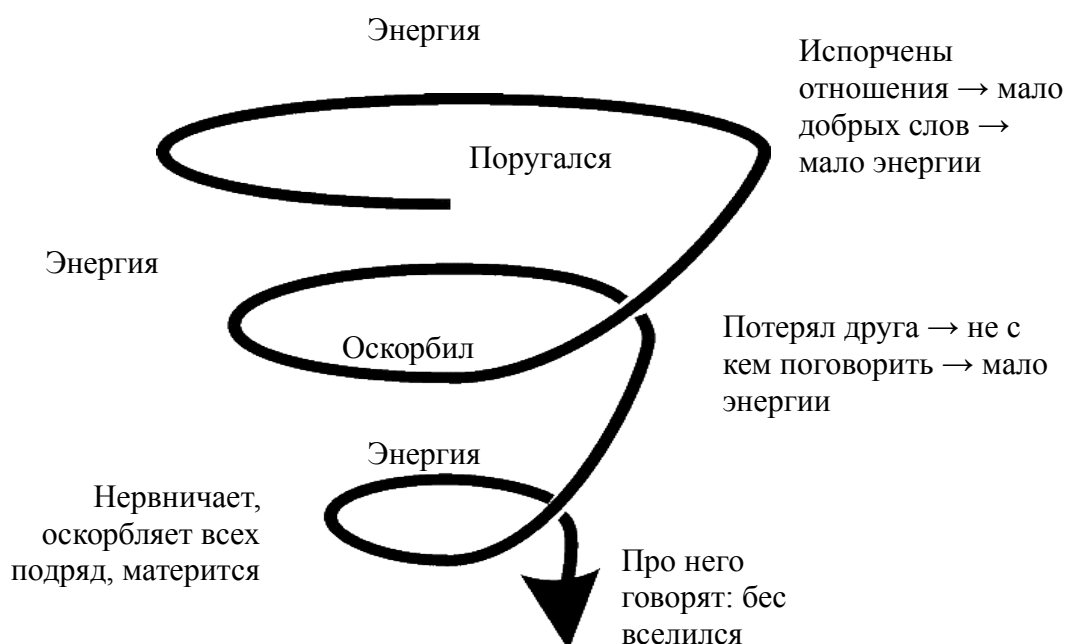 Энергия
Испорчены
отношения → мало
добрых слов →
мало энергии
Поругался
Энергия
Оскорбил
Потерял друга → не с
кем поговорить → мало
энергии
Энергия
Нервничает,
оскорбляет всех
подряд, матерится
Про него
говорят: бес
вселился